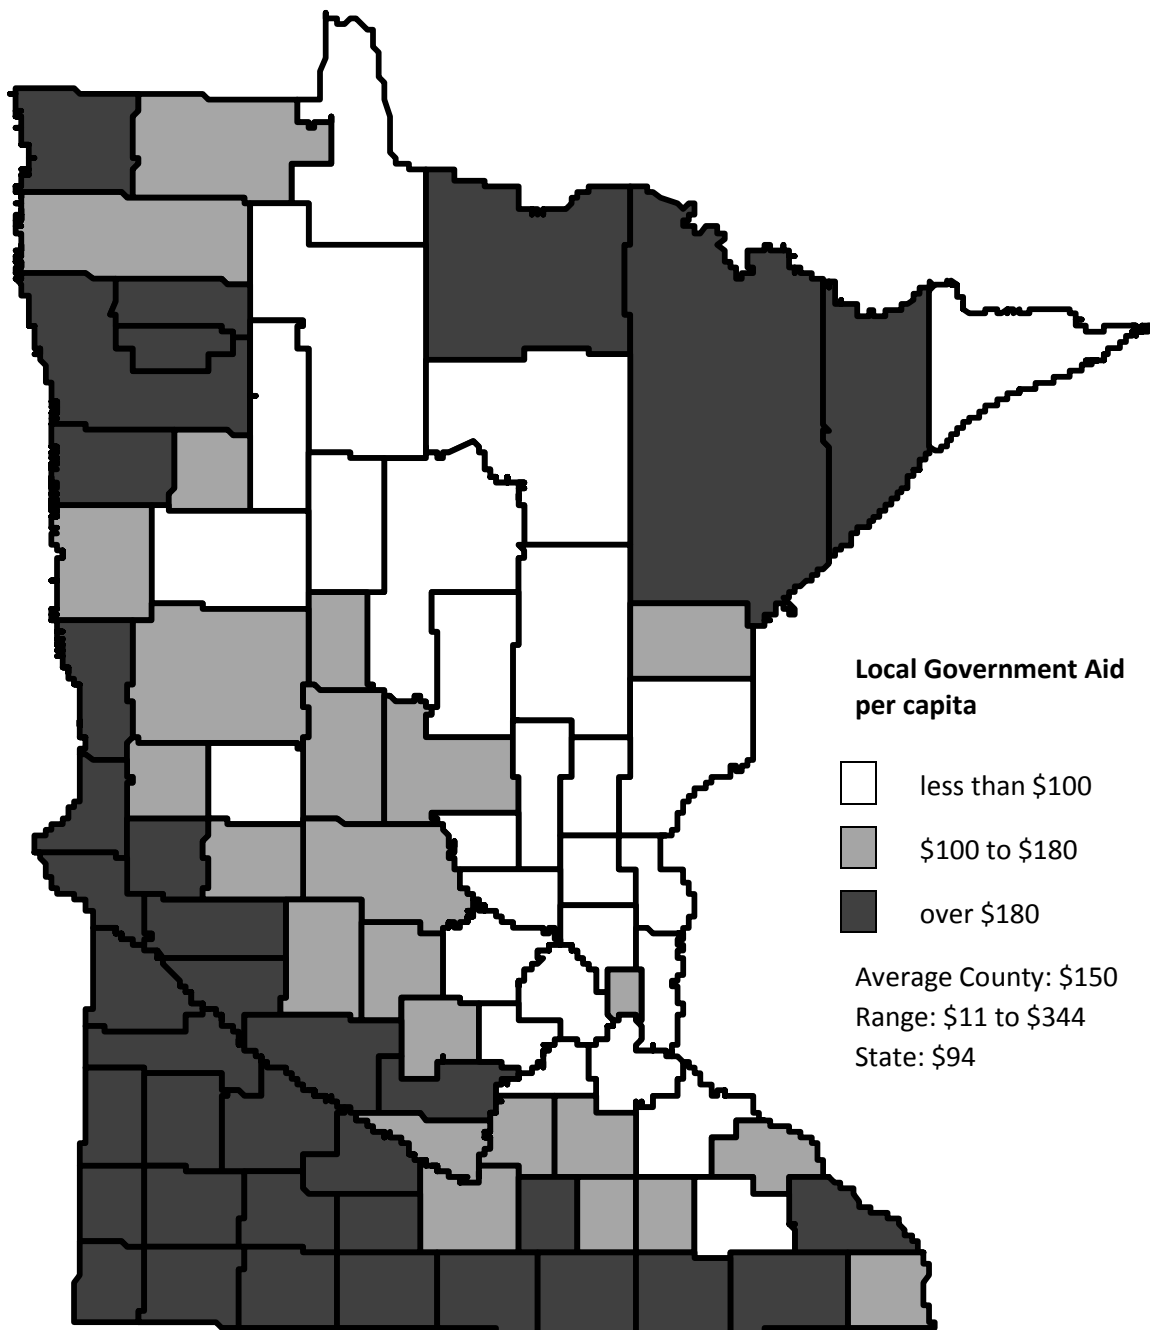 Local Government Aid
per capita
less than $100
$100 to $180
over $180
Average County: $150
Range: $11 to $344
State: $94